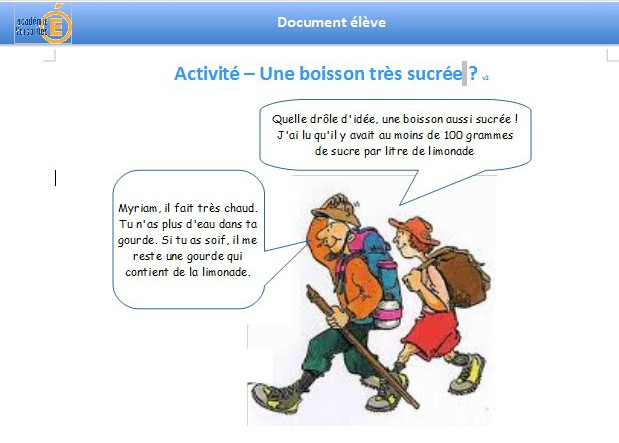 académie
Versailles
Document élève
Activité – Une boisson très sucrée ? v2
Quelle drôle d'idée, une boisson aussi sucrée !
J'ai lu qu'il y avait au moins de 100 grammes
de sucre par litre de limonade
Myriam, il fait très chaud.
Tu n'as plus d'eau dans ta
gourde. Si tu as soif, il me
reste une gourde qui
contient de la limonade.